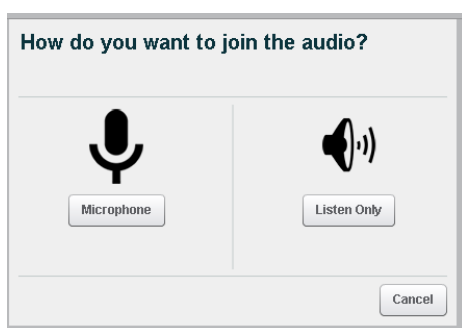 How do you want to join the audio?
Microphone
Listen Only
Cancel